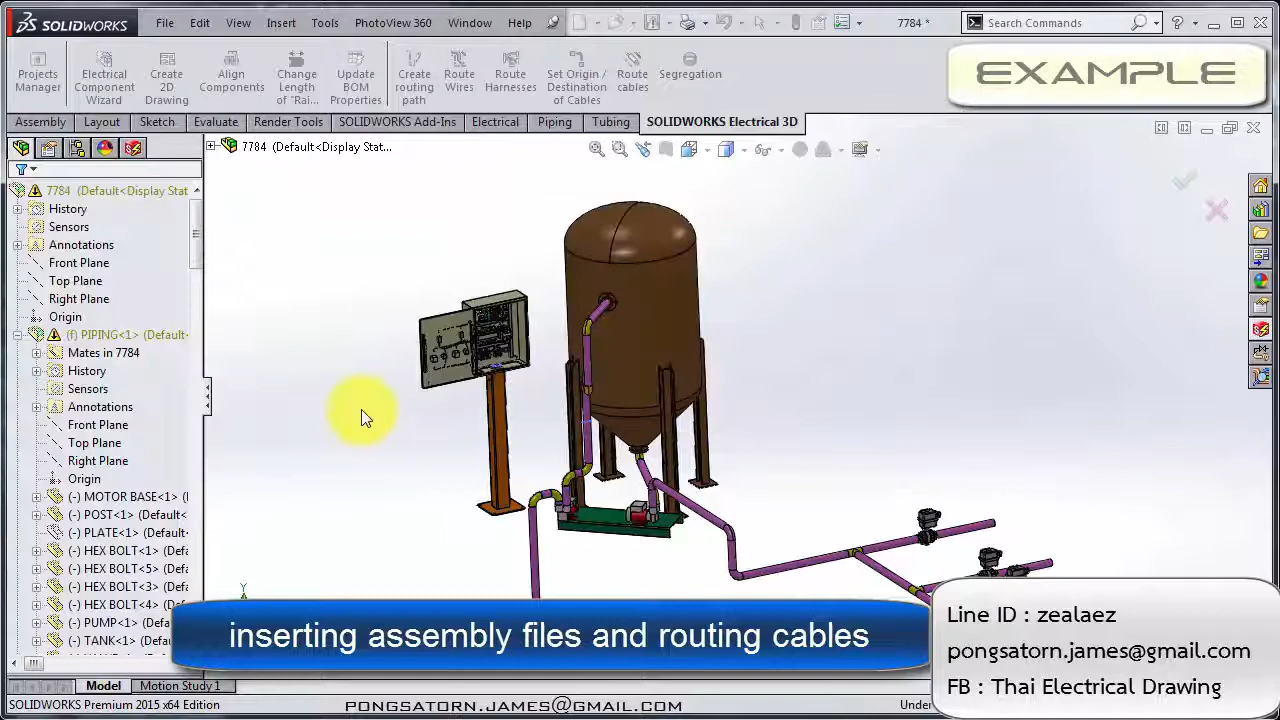 SOLIDWORKS
File Edit View Insert Tools PhotoView 360 Window Help
7784 *
Search Commands
Projects Manager
Electrical Component Wizard
Create 2D Drawing
Align Components
Change Length of "Rai...
Update BOM Properties
Create routing path
Route Wires
Route Harnesses
Set Origin / Destination of Cables
Route cables
Segregation
EXAMPLE
Assembly Layout Sketch Evaluate Render Tools SOLIDWORKS Add-Ins Electrical Piping Tubing SOLIDWORKS Electrical 3D
7784 (Default<Display Stat...
7784 (Default<Display Stat
History
Sensors
Annotations
Front Plane
Top Plane
Right Plane
Origin
(f) PIPING<1> (Default-
Mates in 7784
History
Sensors
Annotations
Front Plane
Top Plane
Right Plane
Origin
(-) MOTOR BASE<1> (
(-) POST<1> (Default<
(-) PLATE<1> (Default-
(-) HEX BOLT<1> (Defa
(-) HEX BOLT<5> (Defa
(-) HEX BOLT<3> (Defa
(-) HEX BOLT<4> (Defa
(-) PUMP<1> (Default<
(-) TANK<1> (Default<
Y
inserting assembly files and routing cables
Line ID : zealaez
pongsatorn.james@gmail.com
FB : Thai Electrical Drawing
Model Motion Study 1
SOLIDWORKS Premium 2015 x64 Edition
PONGSATORN.JAMES@GMAIL.COM
Under